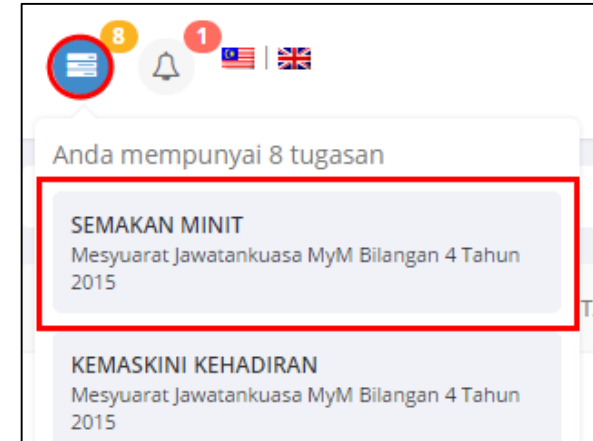 8 1
|
Anda mempunyai 8 tugasan
SEMAKAN MINIT
Mesyuarat Jawatankuasa MyM Bilangan 4 Tahun
2015
KEMASKINI KEHADIRAN
Mesyuarat Jawatankuasa MyM Bilangan 4 Tahun
2015